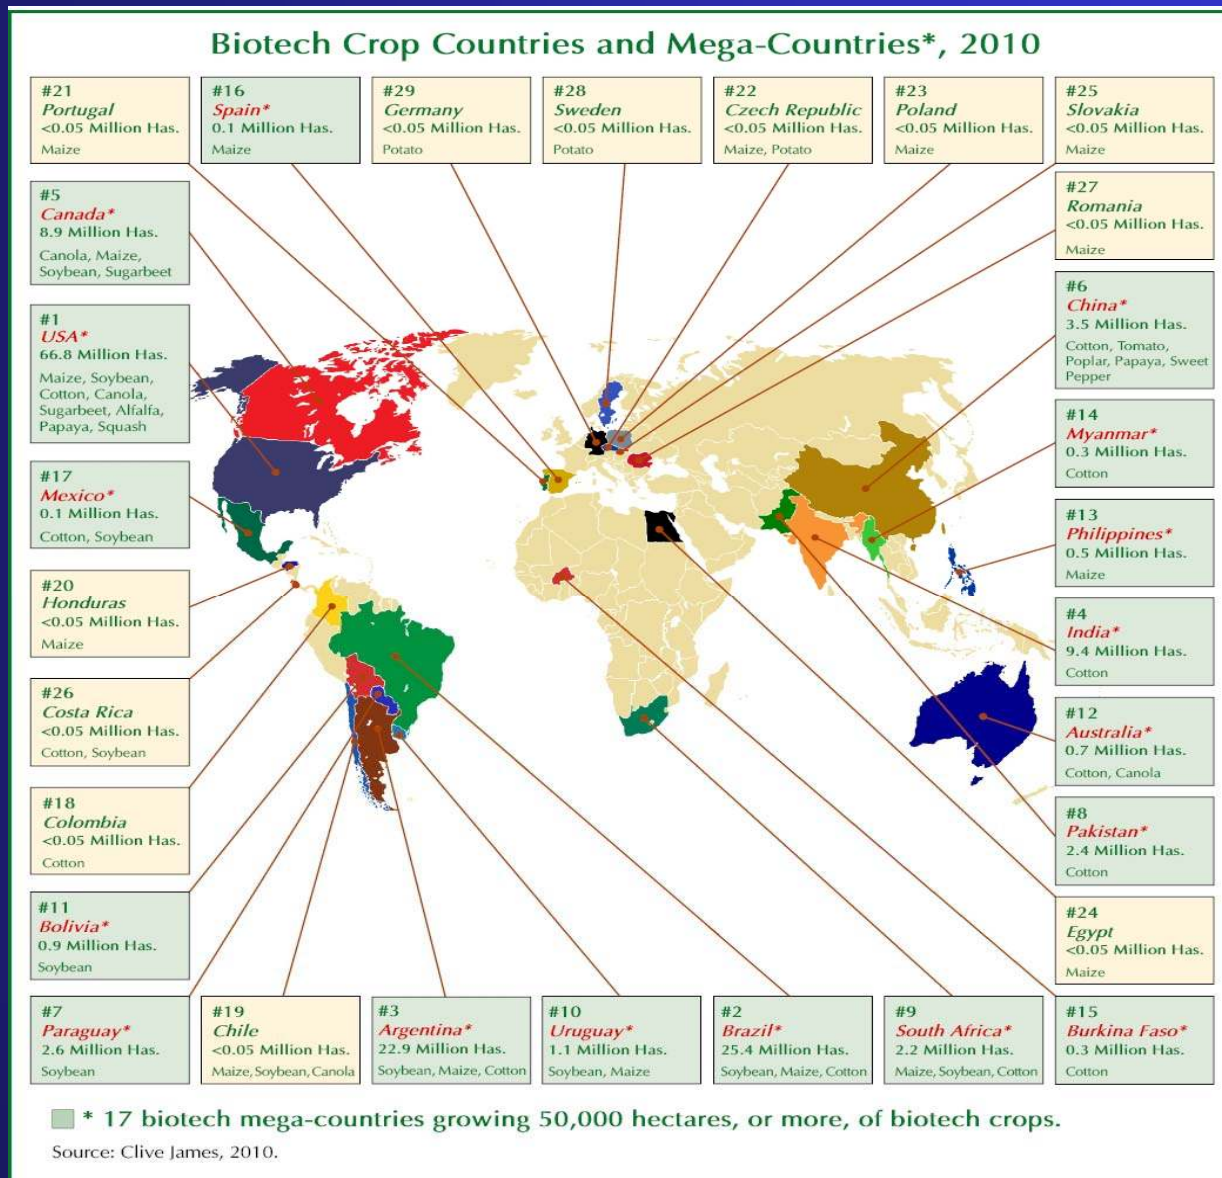 Biotech Crop Countries and Mega-Countries*, 2010
#21
Portugal
<0.05 Million Has.
Maize
#16
Spain*
0.1 Million Has.
Maize
#29
Germany
<0.05 Million Has.
Potato
#28
Sweden
<0.05 Million Has.
Potato
#22
Czech Republic
<0.05 Million Has.
Maize, Potato
#23
Poland
<0.05 Million Has.
Maize
#25
Slovakia
<0.05 Million Has.
Maize
#5
Canada*
8.9 Million Has.
Canola, Maize,
Soybean, Sugarbeet
#27
Romania
<0.05 Million Has.
Maize
#1
USA*
66.8 Million Has.
Maize, Soybean,
Cotton, Canola,
Sugarbeet, Alfalfa,
Papaya, Squash
#6
China*
3.5 Million Has.
Cotton, Tomato,
Poplar, Papaya, Sweet
Pepper
#14
Myanmar*
0.3 Million Has.
Cotton
#17
Mexico*
0.1 Million Has.
Cotton, Soybean
#13
Philippines*
0.5 Million Has.
Maize
#20
Honduras
<0.05 Million Has.
Maize
#4
India*
9.4 Million Has.
Cotton
#26
Costa Rica
<0.05 Million Has.
Cotton, Soybean
#12
Australia*
0.7 Million Has.
Cotton, Canola
#18
Colombia
<0.05 Million Has.
Cotton
#8
Pakistan*
2.4 Million Has.
Cotton
#11
Bolivia*
0.9 Million Has.
Soybean
#24
Egypt
<0.05 Million Has.
Maize
#7
Paraguay*
2.6 Million Has.
Soybean
#19
Chile
<0.05 Million Has.
Maize, Soybean, Canola
#3
Argentina*
22.9 Million Has.
Soybean, Maize, Cotton
#10
Uruguay*
1.1 Million Has.
Soybean, Maize
#2
Brazil*
25.4 Million Has.
Soybean, Maize, Cotton
#9
South Africa*
2.2 Million Has.
Maize, Soybean, Cotton
#15
Burkina Faso*
0.3 Million Has.
Cotton
* 17 biotech mega-countries growing 50,000 hectares, or more, of biotech crops.
Source: Clive James, 2010.